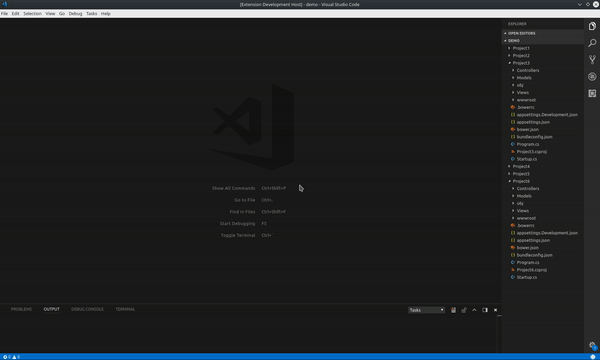 [Extension Development Host] - demo - Visual Studio Code
File Edit Selection View Go Debug Tasks Help
EXPLORER
OPEN EDITORS
DEMO
Project1
Project2
Project3
Controllers
Models
obj
Views
wwwroot
.bowerrc
appsettings.Development.json
appsettings.json
bower.json
bundleconfig.json
Program.cs
Project3.csproj
Startup.cs
Project4
Project5
Project6
Controllers
Models
obj
Views
wwwroot
.bowerrc
appsettings.Development.json
appsettings.json
bower.json
bundleconfig.json
Program.cs
Project6.csproj
Startup.cs
Show All Commands Ctrl+Shift+P
Go to File
Find in Files Ctrl+Shift+F
Start Debugging F5
Toggle Terminal
PROBLEMS OUTPUT DEBUG CONSOLE TERMINAL
Tasks
0 0